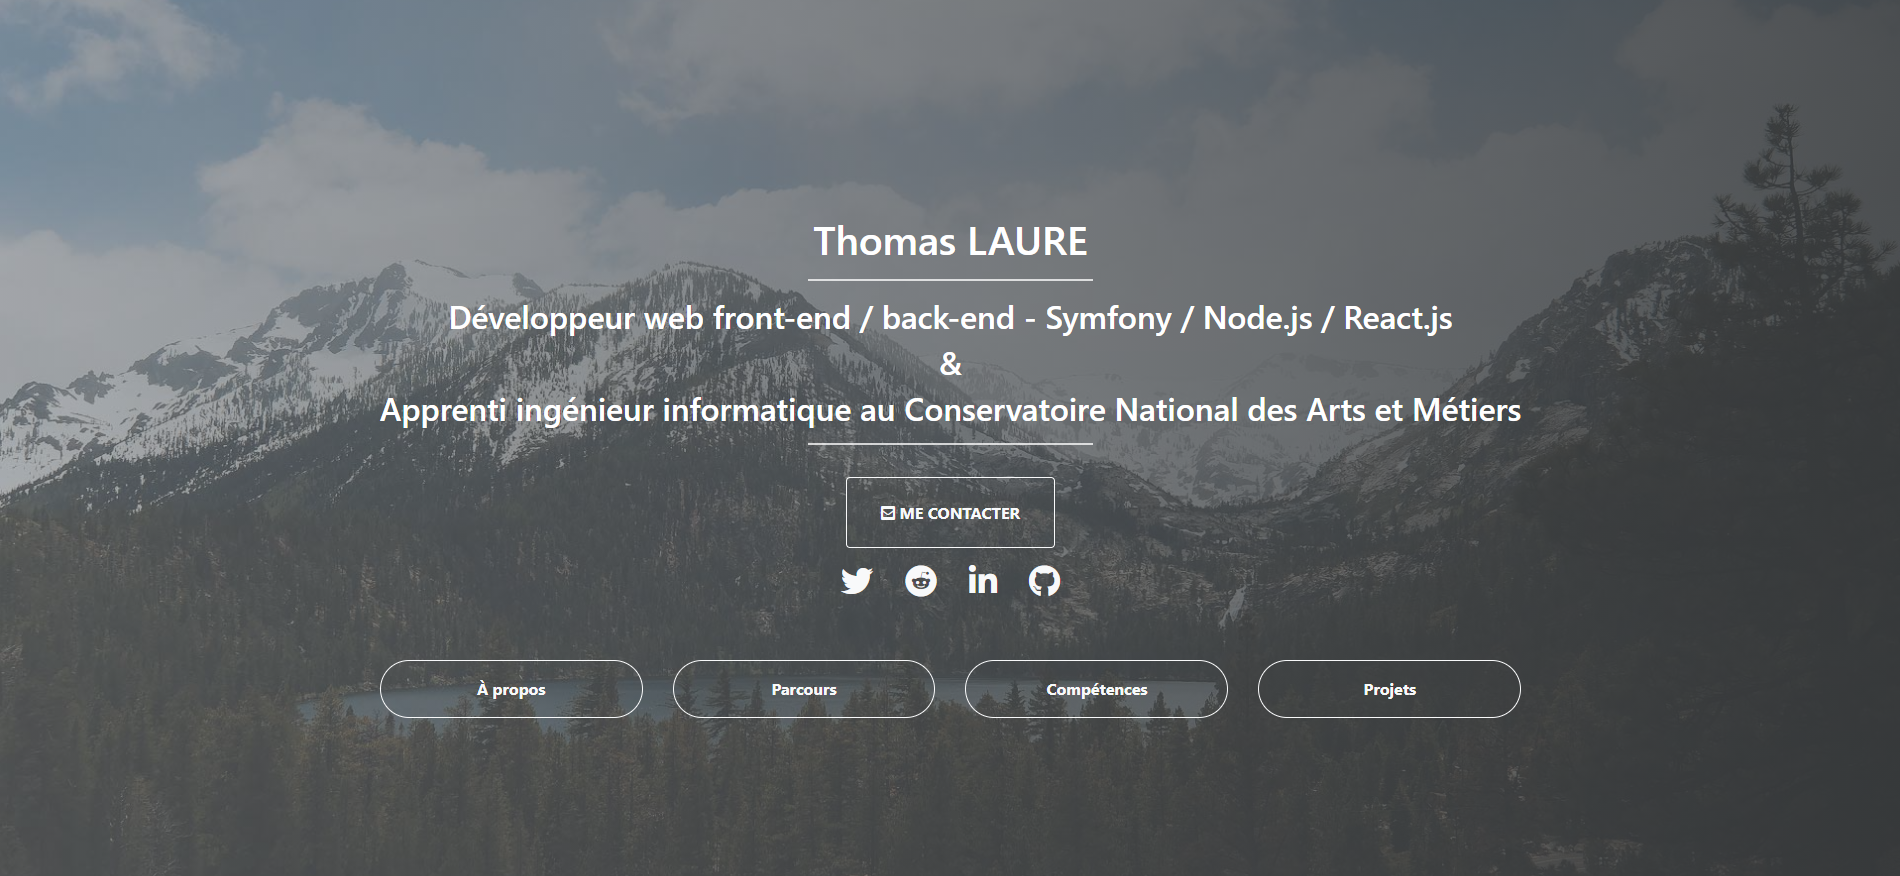 Thomas LAURE
Développeur web front-end / back-end - Symfony / Node.js / React.js
&
Apprenti ingénieur informatique au Conservatoire National des Arts et Métiers
ME CONTACTER
À propos
Parcours
Compétences
Projets